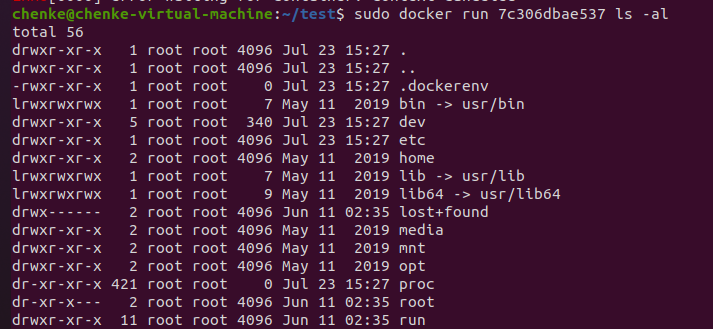 chenke@chenke-virtual-machine:~/test$ sudo docker run 7c306dbae537 ls -al
total 56
drwxr-xr-x   1 root root 4096 Jul 23 15:27 .
drwxr-xr-x   1 root root 4096 Jul 23 15:27 ..
-rwxr-xr-x   1 root root    0 Jul 23 15:27 .dockerenv
lrwxrwxrwx   1 root root    7 May 11  2019 bin -> usr/bin
drwxr-xr-x   5 root root  340 Jul 23 15:27 dev
drwxr-xr-x   1 root root 4096 Jul 23 15:27 etc
drwxr-xr-x   2 root root 4096 May 11  2019 home
lrwxrwxrwx   1 root root    7 May 11  2019 lib -> usr/lib
lrwxrwxrwx   1 root root    9 May 11  2019 lib64 -> usr/lib64
drwx------   2 root root 4096 Jun 11 02:35 lost+found
drwxr-xr-x   2 root root 4096 May 11  2019 media
drwxr-xr-x   2 root root 4096 May 11  2019 mnt
drwxr-xr-x   2 root root 4096 May 11  2019 opt
dr-xr-xr-x 421 root root    0 Jul 23 15:27 proc
dr-xr-x---   2 root root 4096 Jun 11 02:35 root
drwxr-xr-x  11 root root 4096 Jun 11 02:35 run